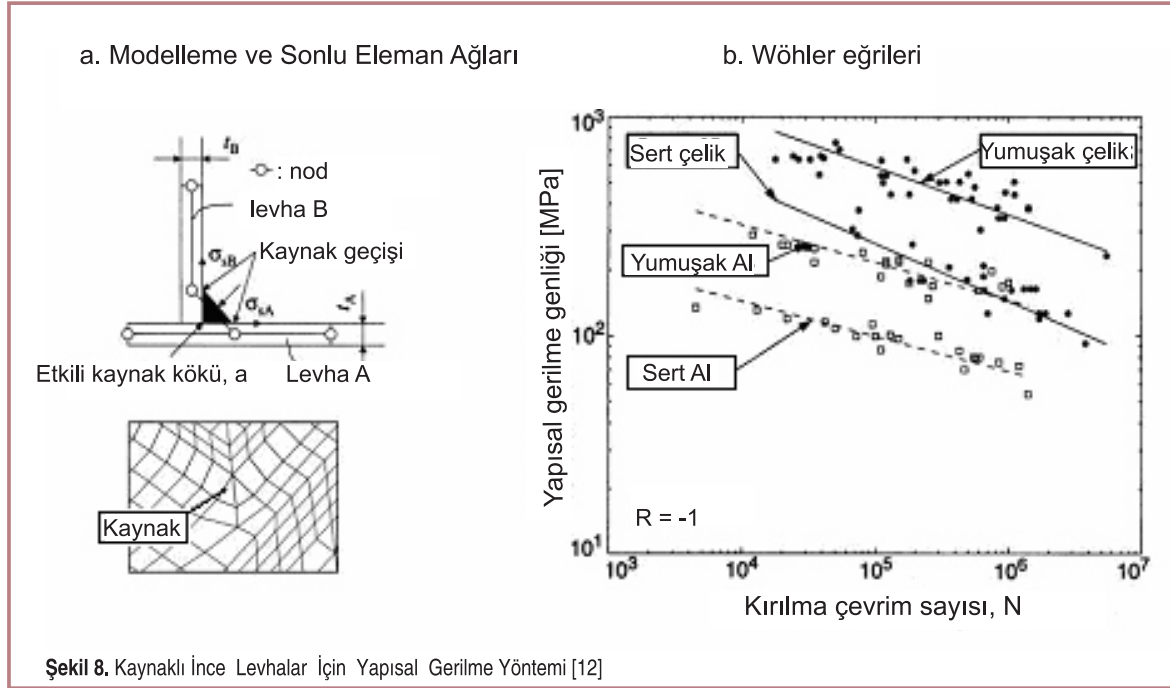 a. Modelleme ve Sonlu Eleman Ağları
t_B
: nod
levha B
Kaynak geçişi
σ_sB
σ_sA
t_A
Etkili kaynak kökü, a
Levha A
Kaynak
b. Wöhler eğrileri
10³
Sert çelik
Yumuşak çelik
Yumuşak Al
10²
Sert Al
R = -1
10¹
10³ 10⁴ 10⁵ 10⁶ 10⁷
Yapısal gerilme genliği [MPa]
Kırılma çevrim sayısı, N
Şekil 8. Kaynaklı İnce Levhalar İçin Yapısal Gerilme Yöntemi [12]